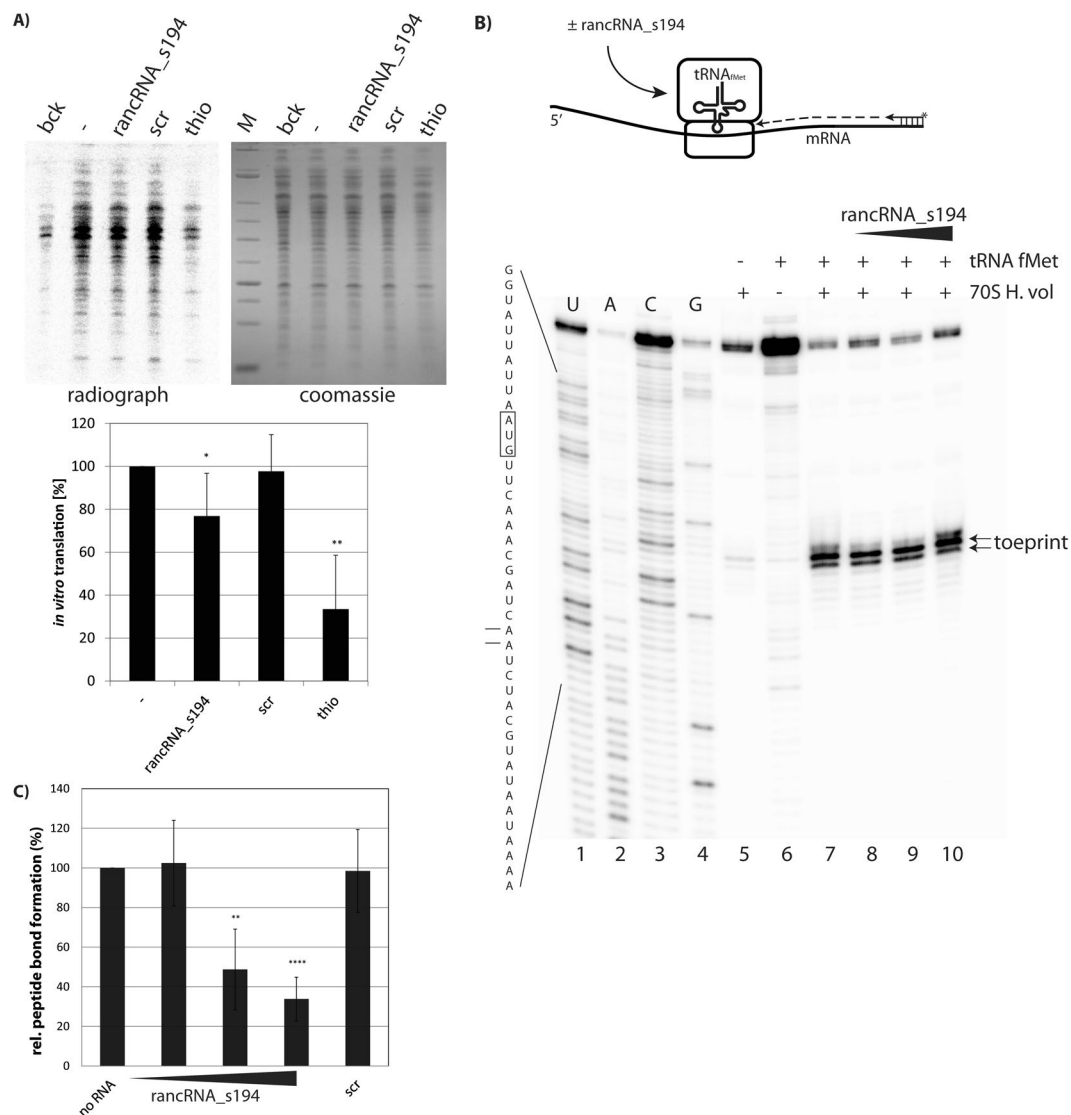 A)
bck
-
rancRNA_s194
scr
thio
M
bck
-
rancRNA_s194
scr
thio
radiograph
coomassie
in vitro translation [%]
120
100
80
60
40
20
0
*
**
-
rancRNA_s194
scr
thio
B)
± rancRNA_s194
tRNAfMet
5'
*
mRNA
rancRNA_s194
- + + + + + tRNA fMet
+ - + + + + 70S H. vol
U A C G
G
G
U
A
U
U
A
U
U
A
A
U
G
U
U
C
A
A
A
C
G
A
U
C
A
A
U
C
U
A
C
G
U
A
U
A
A
U
A
A
A
A
toeprint
1 2 3 4 5 6 7 8 9 10
C)
rel. peptide bond formation (%)
140
120
100
80
60
40
20
0
**
****
no RNA
rancRNA_s194
scr